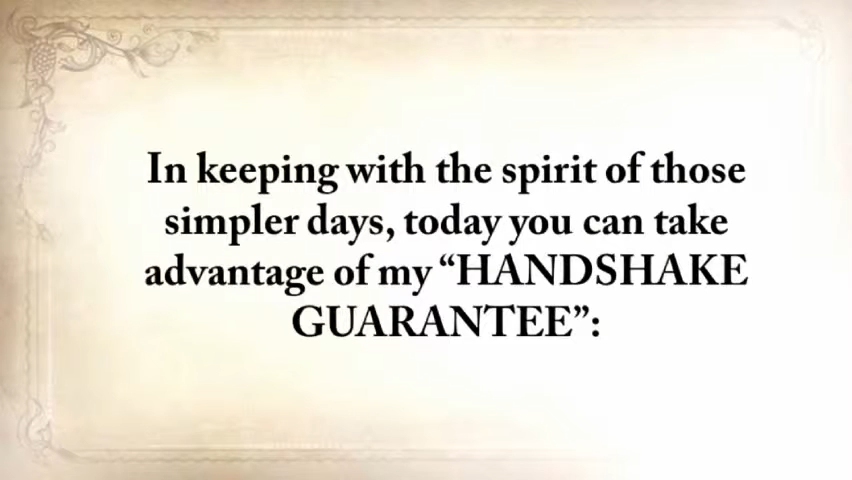 In keeping with the spirit of those
simpler days, today you can take
advantage of my “HANDSHAKE
GUARANTEE”: